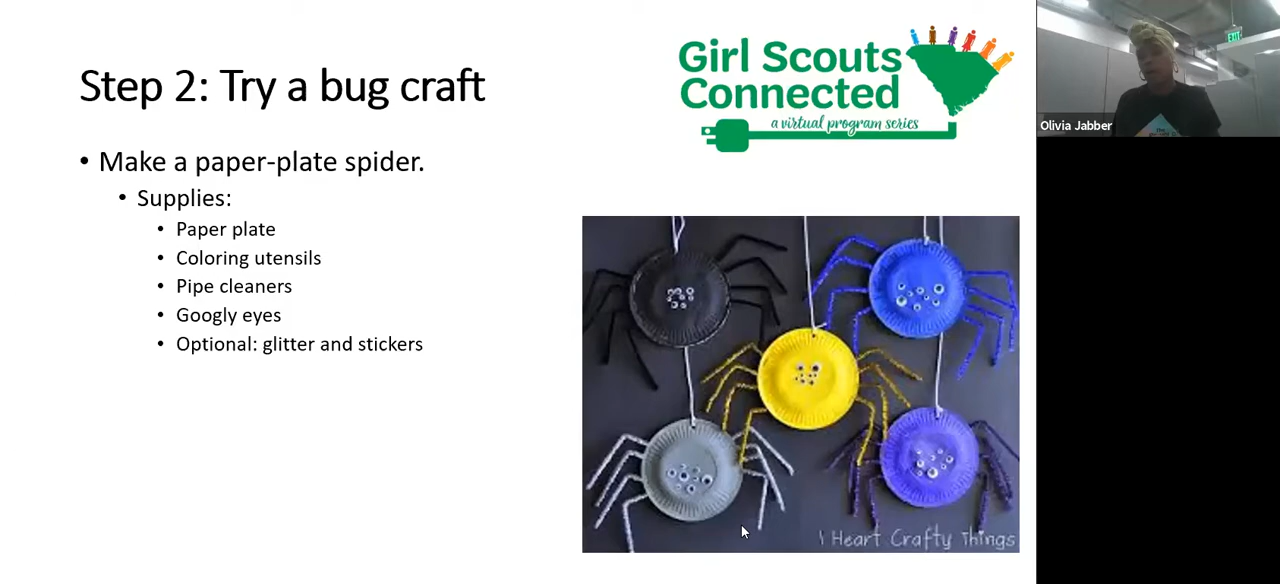 Step 2: Try a bug craft
• Make a paper-plate spider.
• Supplies:
• Paper plate
• Coloring utensils
• Pipe cleaners
• Googly eyes
• Optional: glitter and stickers
Girl Scouts
Connected
a virtual program series
I Heart Crafty Things
Olivia Jabber
EXIT